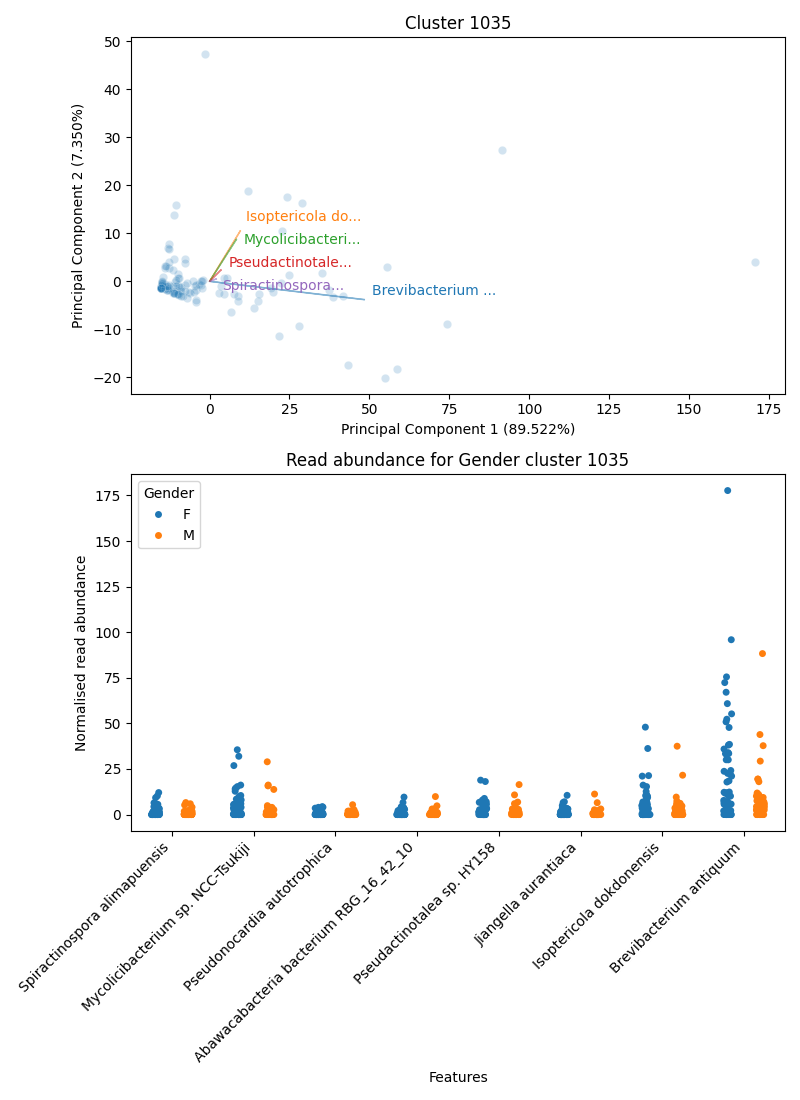 Cluster 1035
50
40
30
20
10
0
−10
−20
Principal Component 2 (7.350%)
Isoptericola do...
Mycolicibacteri...
Pseudactinotale...
Spiractinospora...
Brevibacterium ...
0 25 50 75 100 125 150 175
Principal Component 1 (89.522%)
Read abundance for Gender cluster 1035
Gender
F
M
175
150
125
100
75
50
25
0
Normalised read abundance
Spiractinospora alimapuensis
Mycolicibacterium sp. NCC-Tsukiji
Pseudonocardia autotrophica
Abawacabacteria bacterium RBG_16_42_10
Pseudactinotalea sp. HY158
Jiangella aurantiaca
Isoptericola dokdonensis
Brevibacterium antiquum
Features